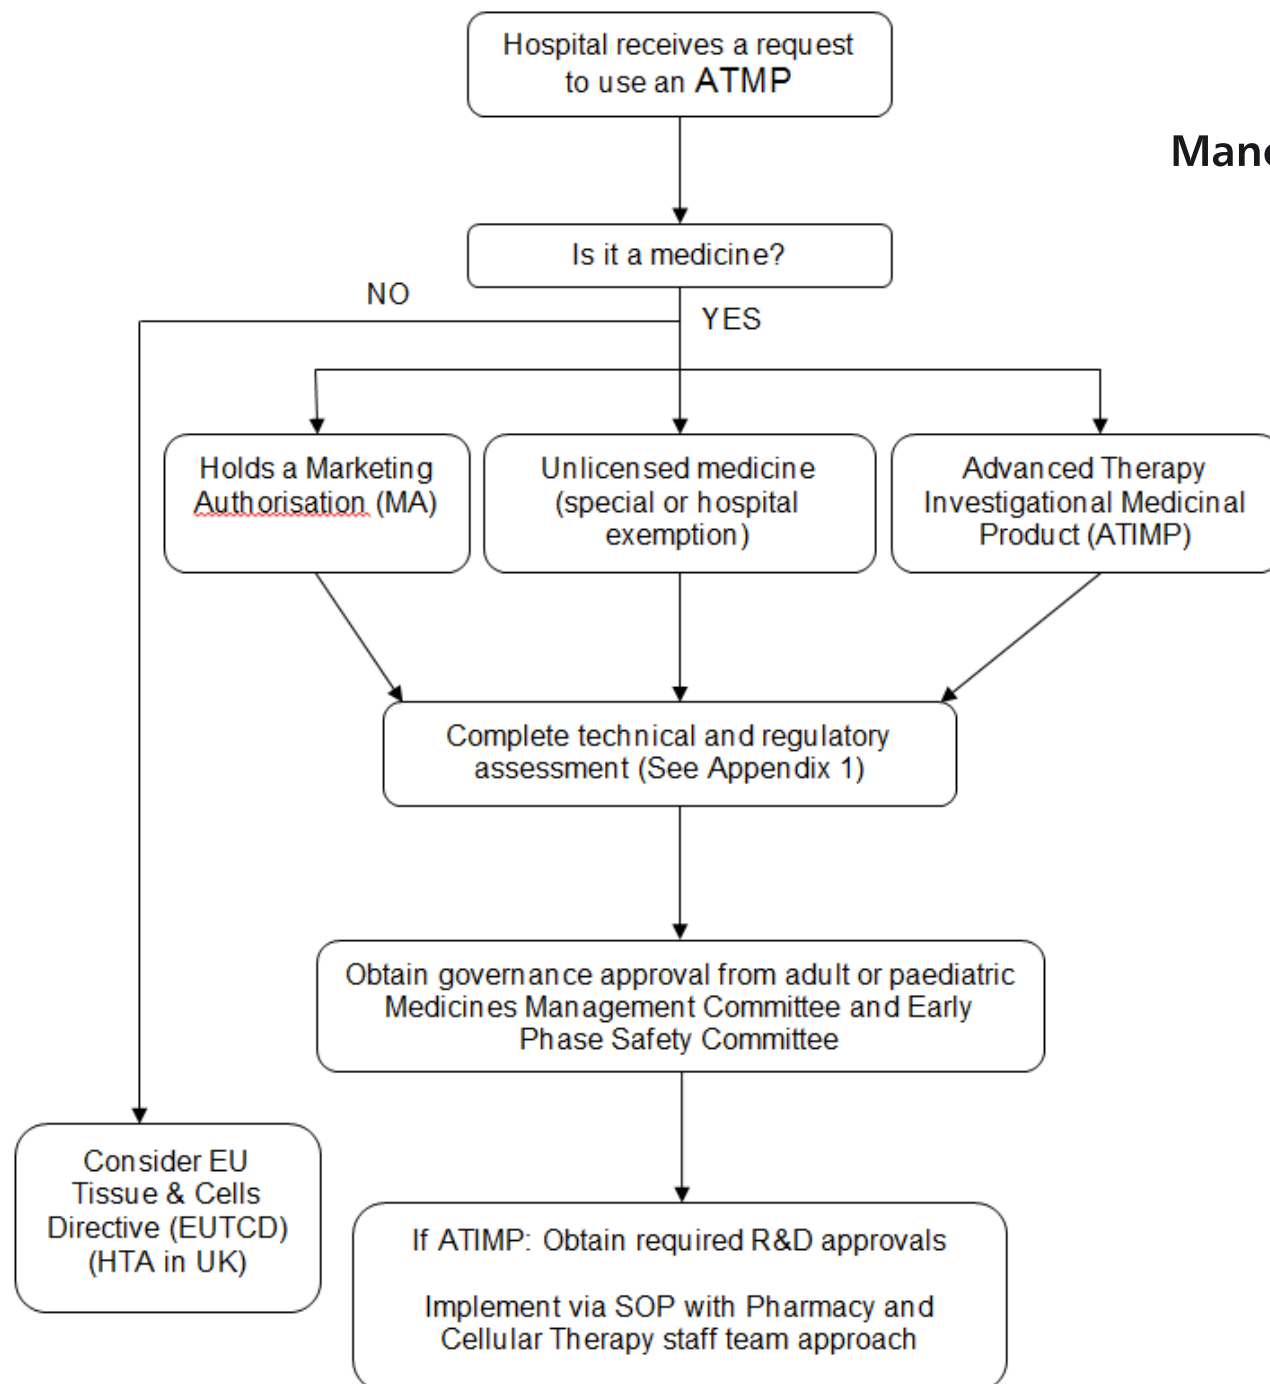 Hospital receives a request
to use an ATMP
Is it a medicine?
NO
YES
Holds a Marketing
Authorisation (MA)
Unlicensed medicine
(special or hospital
exemption)
Advanced Therapy
Investigational Medicinal
Product (ATIMP)
Complete technical and regulatory
assessment (See Appendix 1)
Obtain governance approval from adult or paediatric
Medicines Management Committee and Early
Phase Safety Committee
Consider EU
Tissue & Cells
Directive (EUTCD)
(HTA in UK)
If ATIMP: Obtain required R&D approvals
Implement via SOP with Pharmacy and
Cellular Therapy staff team approach